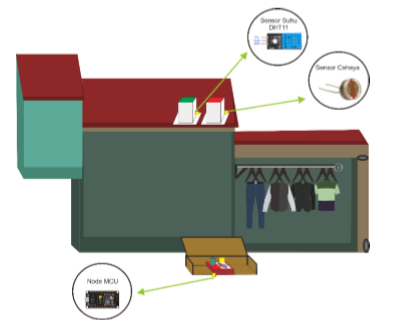 Sensor Suhu
DHT11
Sensor Cahaya
Node MCU